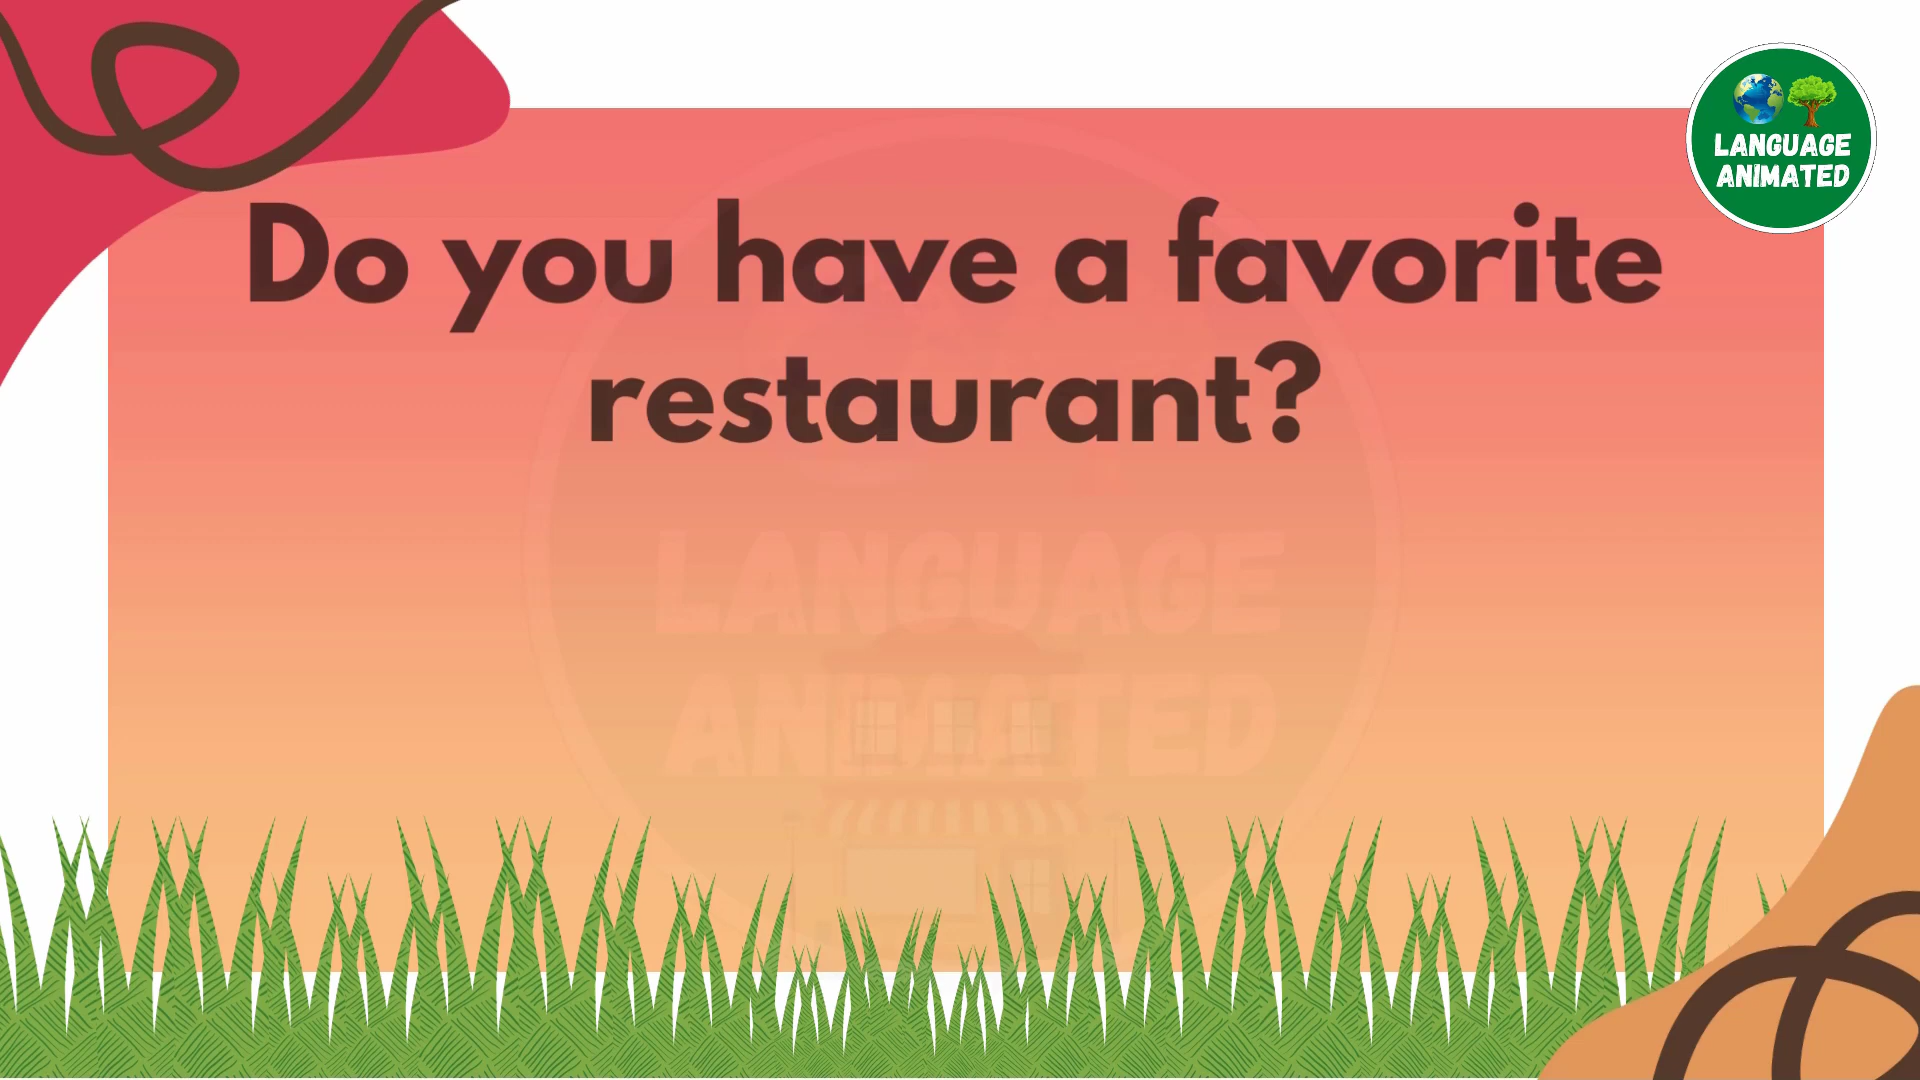 LANGUAGE
ANIMATED
Do you have a favorite
restaurant?
LANGUAGE
ANIMATED